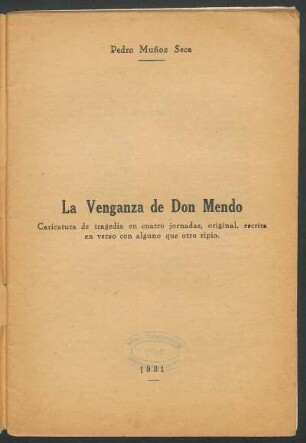 Pedro Muñoz Seca
La Venganza de Don Mendo
Caricatura de tragedia en cuatro jornadas, original, escrita
en verso con alguno que otro ripio.
1931